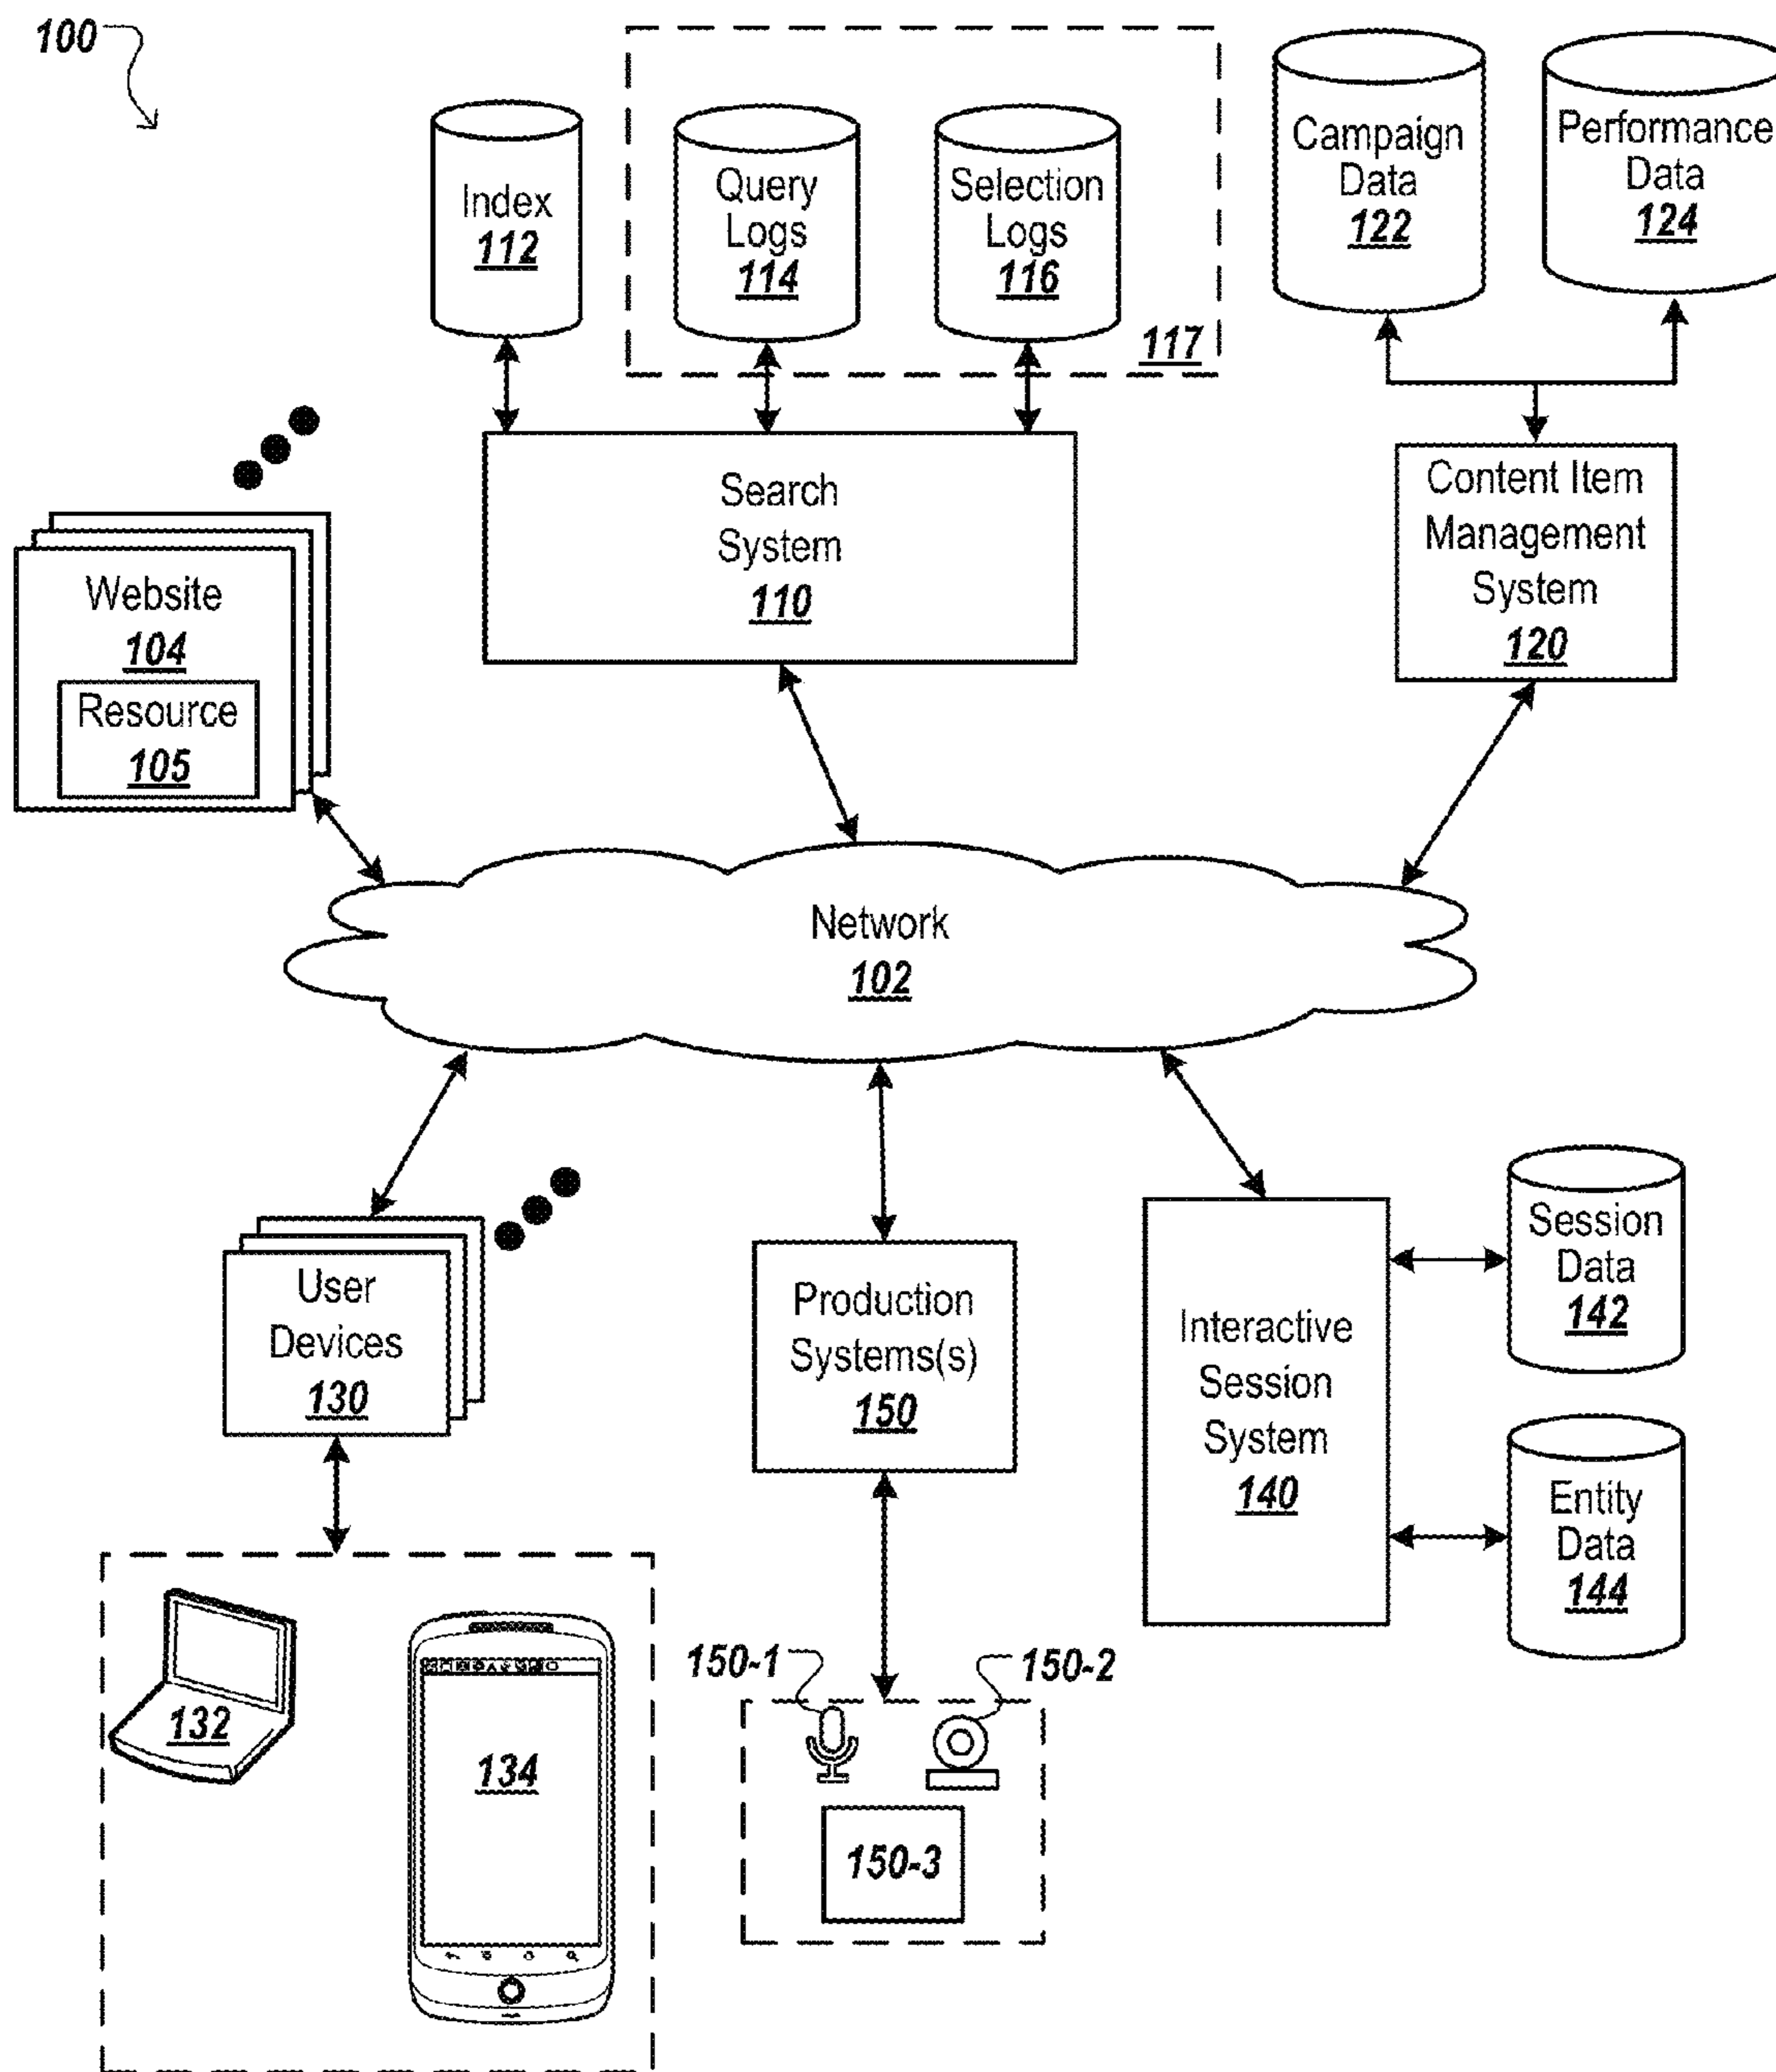 100
Index
112
Query
Logs
114
Selection
Logs
116
117
Campaign
Data
122
Performance
Data
124
Search
System
110
Content Item
Management
System
120
Website
104
Resource
105
Network
102
User
Devices
130
Production
Systems(s)
150
Interactive
Session
System
140
Session
Data
142
Entity
Data
144
132
134
150-1
150-2
150-3